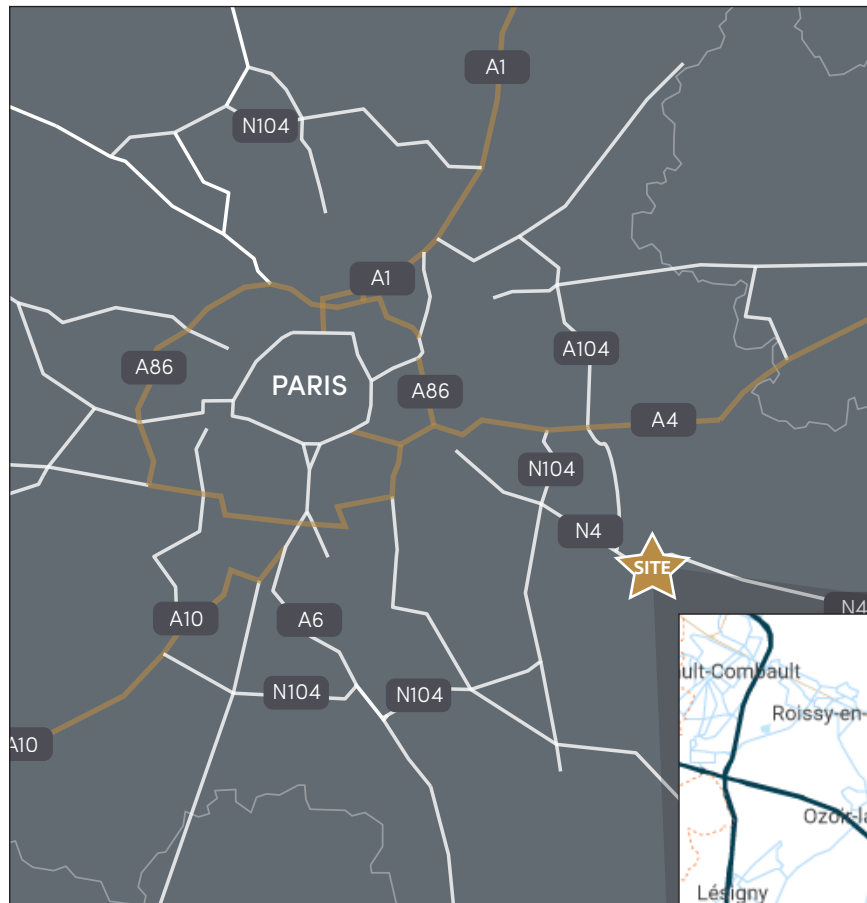 A1
N104
A1
A104
A86
PARIS
A86
A4
N104
N4
SITE
N4
A10
A6
N104
N104
A10
ult-Combault
Roissy-en-
Ozoir-la
Lésigny